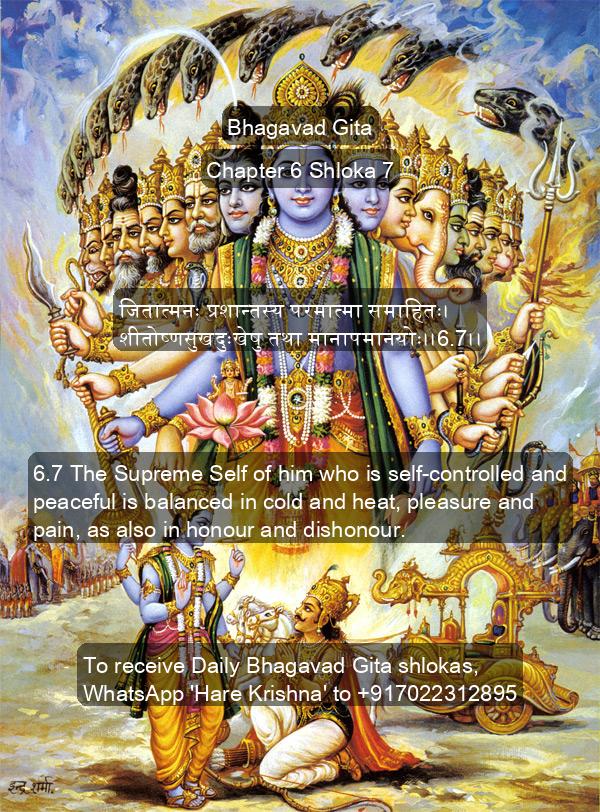 Bhagavad Gita
Chapter 6 Shloka 7
जितात्मनः प्रशान्तस्य परमात्मा समाहितः।
शीतोष्णसुखदुःखेषु तथा मानापमानयोः।।6.7।।
6.7 The Supreme Self of him who is self-controlled and
peaceful is balanced in cold and heat, pleasure and
pain, as also in honour and dishonour.
To receive Daily Bhagavad Gita shlokas,
WhatsApp 'Hare Krishna' to +917022312895
इन्द्र शर्मा